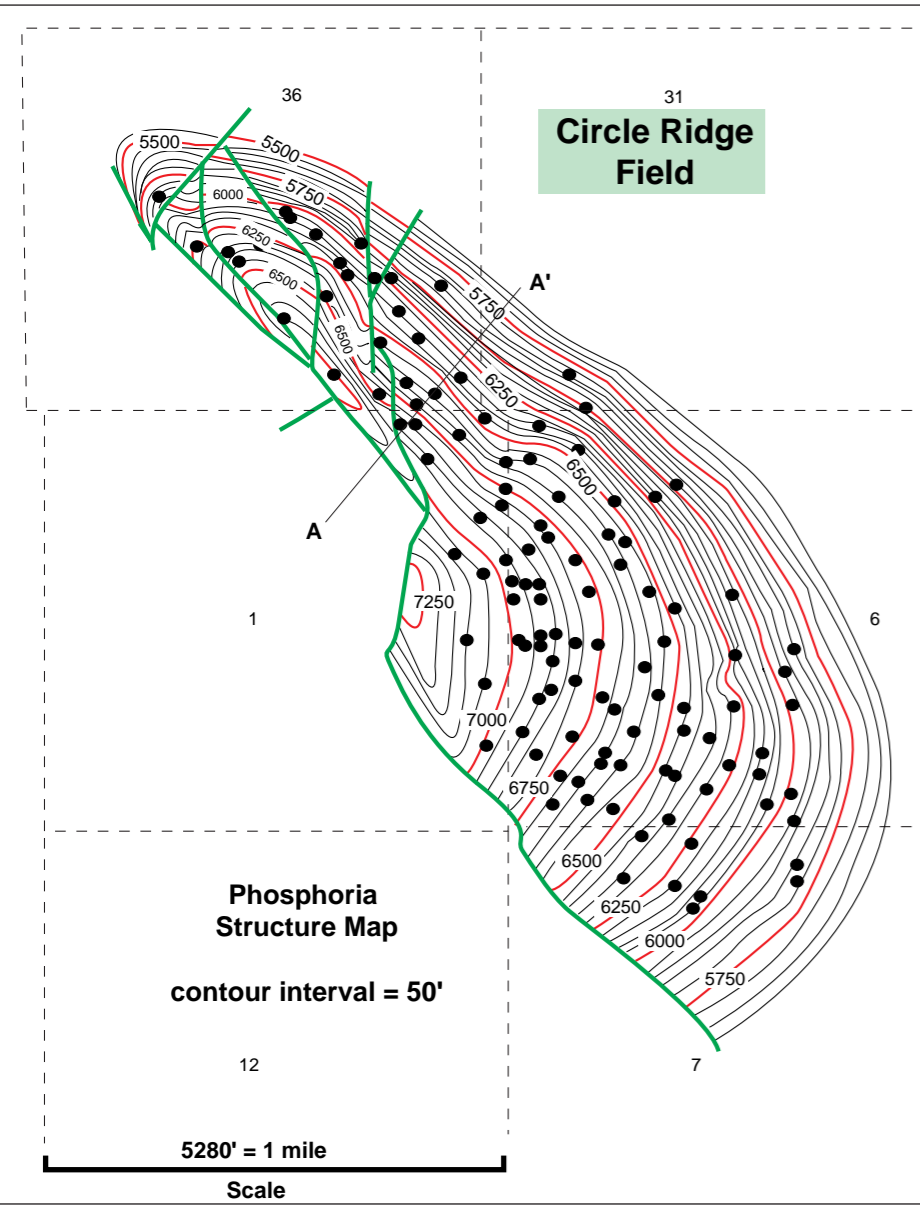 36
31
Circle Ridge
Field
5500
5500
6000
5750
6250
6500
6500
5750
A'
6250
6500
A
7250
1
6
7000
6750
6500
6250
6000
5750
Phosphoria
Structure Map
contour interval = 50'
12
7
5280' = 1 mile
Scale